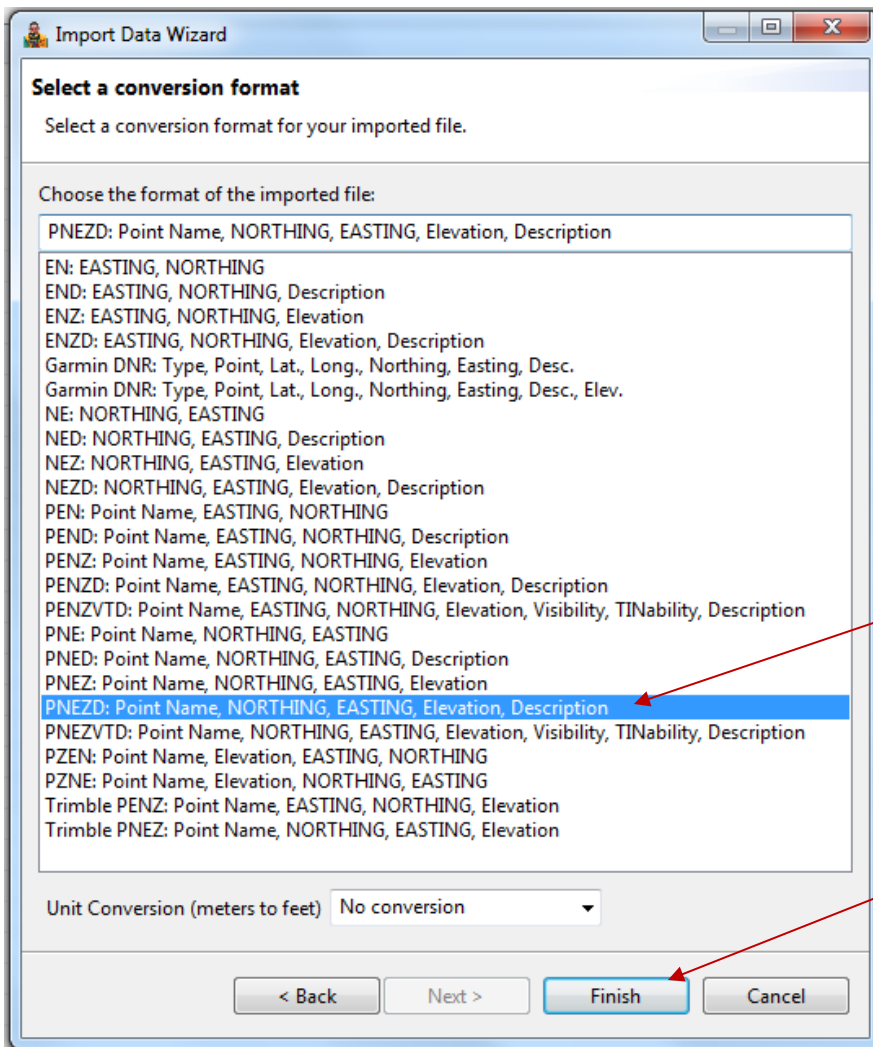 Import Data Wizard
Select a conversion format
Select a conversion format for your imported file.
Choose the format of the imported file:
PNEZD: Point Name, NORTHING, EASTING, Elevation, Description
EN: EASTING, NORTHING
END: EASTING, NORTHING, Description
ENZ: EASTING, NORTHING, Elevation
ENZD: EASTING, NORTHING, Elevation, Description
Garmin DNR: Type, Point, Lat., Long., Northing, Easting, Desc.
Garmin DNR: Type, Point, Lat., Long., Northing, Easting, Desc., Elev.
NE: NORTHING, EASTING
NED: NORTHING, EASTING, Description
NEZ: NORTHING, EASTING, Elevation
NEZD: NORTHING, EASTING, Elevation, Description
PEN: Point Name, EASTING, NORTHING
PEND: Point Name, EASTING, NORTHING, Description
PENZ: Point Name, EASTING, NORTHING, Elevation
PENZD: Point Name, EASTING, NORTHING, Elevation, Description
PENZVTD: Point Name, EASTING, NORTHING, Elevation, Visibility, TINability, Description
PNE: Point Name, NORTHING, EASTING
PNED: Point Name, NORTHING, EASTING, Description
PNEZ: Point Name, NORTHING, EASTING, Elevation
PNEZD: Point Name, NORTHING, EASTING, Elevation, Description
PNEZVTD: Point Name, NORTHING, EASTING, Elevation, Visibility, TINability, Description
PZEN: Point Name, Elevation, EASTING, NORTHING
PZNE: Point Name, Elevation, NORTHING, EASTING
Trimble PENZ: Point Name, EASTING, NORTHING, Elevation
Trimble PNEZ: Point Name, NORTHING, EASTING, Elevation
Unit Conversion (meters to feet) No conversion
< Back Next > Finish Cancel